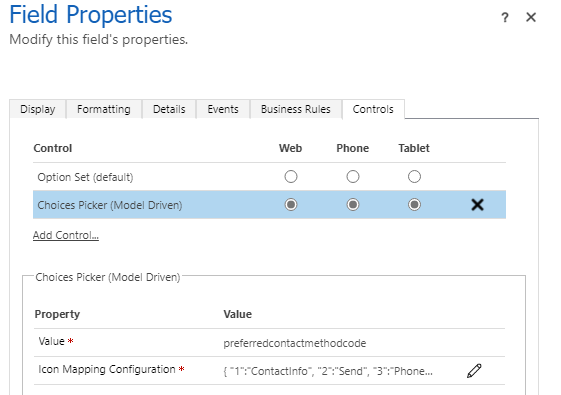 Field Properties
? ✕
Modify this field's properties.
Display Formatting Details Events Business Rules Controls
Control Web Phone Tablet
Option Set (default)
Choices Picker (Model Driven)
Add Control...
Choices Picker (Model Driven)
Property Value
Value * preferredcontactmethodcode
Icon Mapping Configuration * { "1":"ContactInfo", "2":"Send", "3":"Phone...